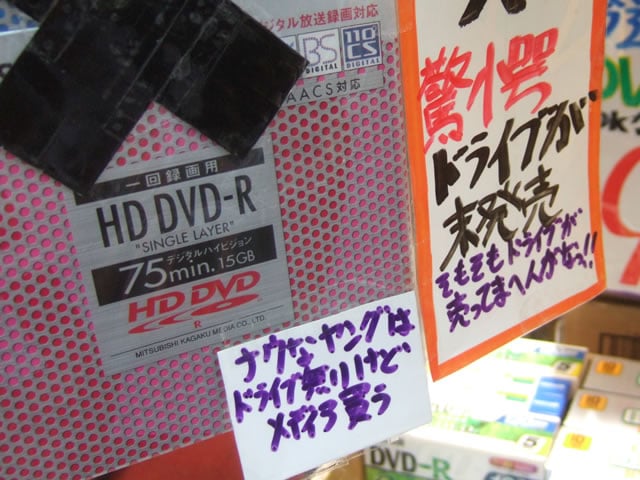 デジタル放送録画対応
BS
DIGITAL
110°
CS
DIGITAL
AACS対応
一回録画用
HD DVD-R
"SINGLE LAYER"
デジタルハイビジョン
75min. 15GB
HD DVD
R
MITSUBISHI KAGAKU MEDIA CO., LTD.
ナウなヤングは
ドライブ無いけど
メディア買う
驚愕
ドライブが
未発売
そもそもドライブが
売ってまへんがなっ!!
DVD-R
5